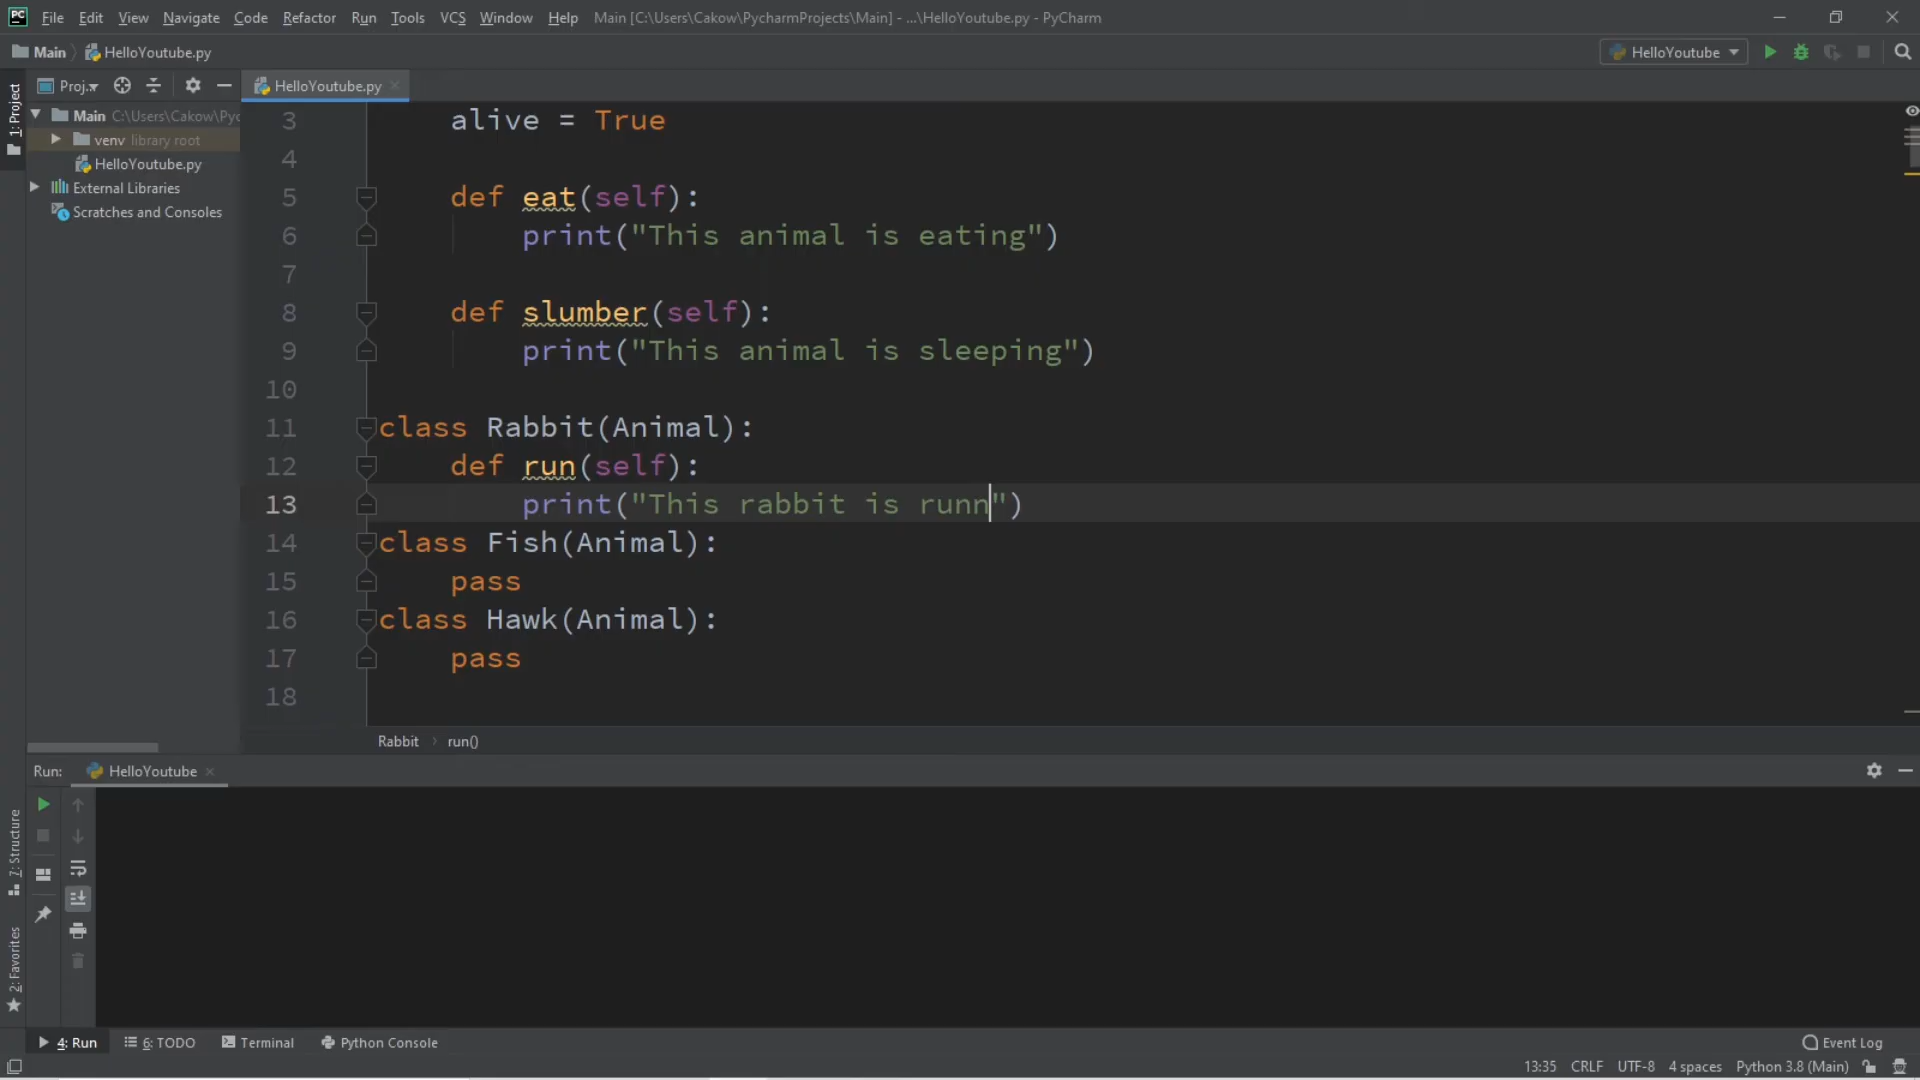 PC File Edit View Navigate Code Refactor Run Tools VCS Window Help Main [C:\Users\Cakow\PycharmProjects\Main] - ...\HelloYoutube.py - PyCharm
Main HelloYoutube.py HelloYoutube
1: Project Proj... HelloYoutube.py
Main C:\Users\Cakow\Pyc
venv library root
HelloYoutube.py
External Libraries
Scratches and Consoles
3 alive = True
4
5 def eat(self):
6 print("This animal is eating")
7
8 def slumber(self):
9 print("This animal is sleeping")
10
11 class Rabbit(Animal):
12 def run(self):
13 print("This rabbit is runn")
14 class Fish(Animal):
15 pass
16 class Hawk(Animal):
17 pass
18
Rabbit run()
Run: HelloYoutube
7: Structure
2: Favorites
4: Run 6: TODO Terminal Python Console Event Log
13:35 CRLF UTF-8 4 spaces Python 3.8 (Main)